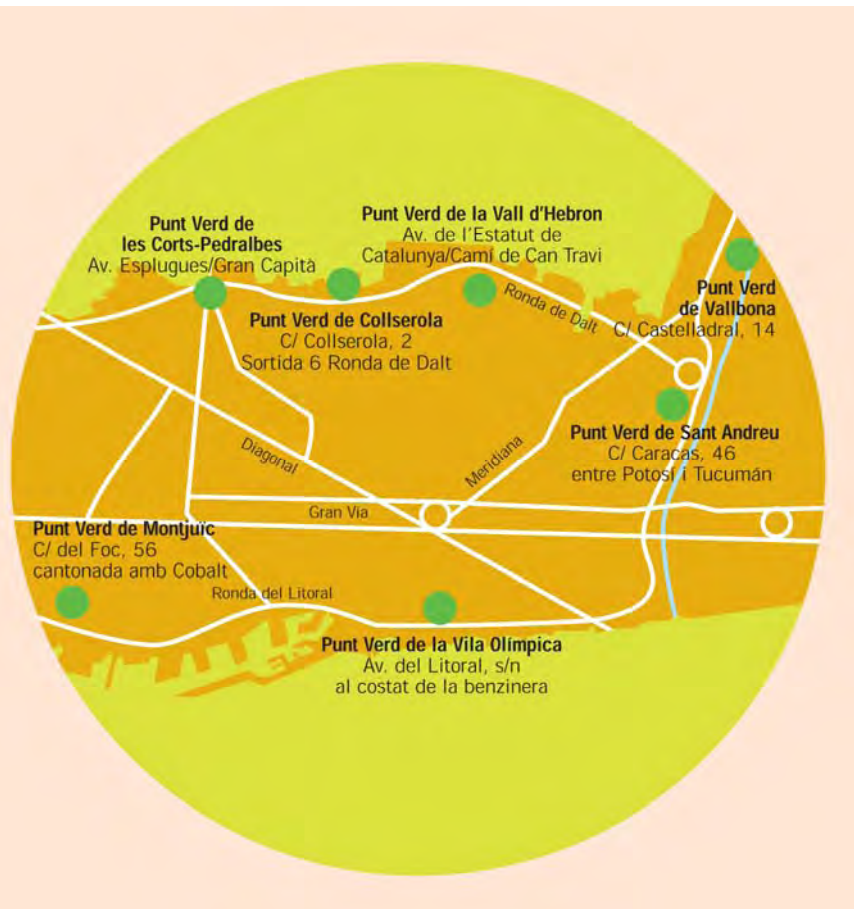 Punt Verd de
les Corts-Pedralbes
Av. Esplugues/Gran Capità
Punt Verd de la Vall d'Hebron
Av. de l'Estatut de
Catalunya/Camí de Can Travi
Punt Verd de Collserola
C/ Collserola, 2
Sortida 6 Ronda de Dalt
Ronda de Dalt
Punt Verd
de Vallbona
C/ Castelladral, 14
Punt Verd de Sant Andreu
C/ Caracas, 46
entre Potosí i Tucumán
Diagonal
Meridiana
Gran Via
Punt Verd de Montjuïc
C/ del Foc, 56
cantonada amb Cobalt
Ronda del Litoral
Punt Verd de la Vila Olímpica
Av. del Litoral, s/n
al costat de la benzinera